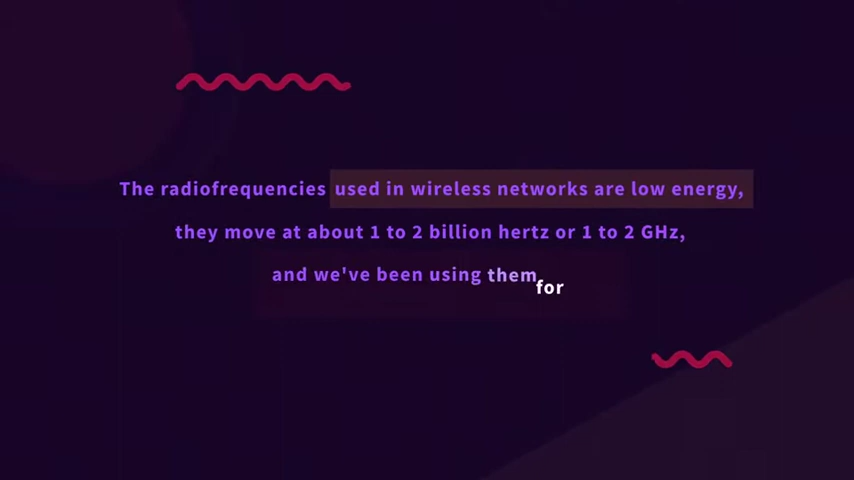 The radiofrequencies used in wireless networks are low energy,
they move at about 1 to 2 billion hertz or 1 to 2 GHz,
and we've been using them for